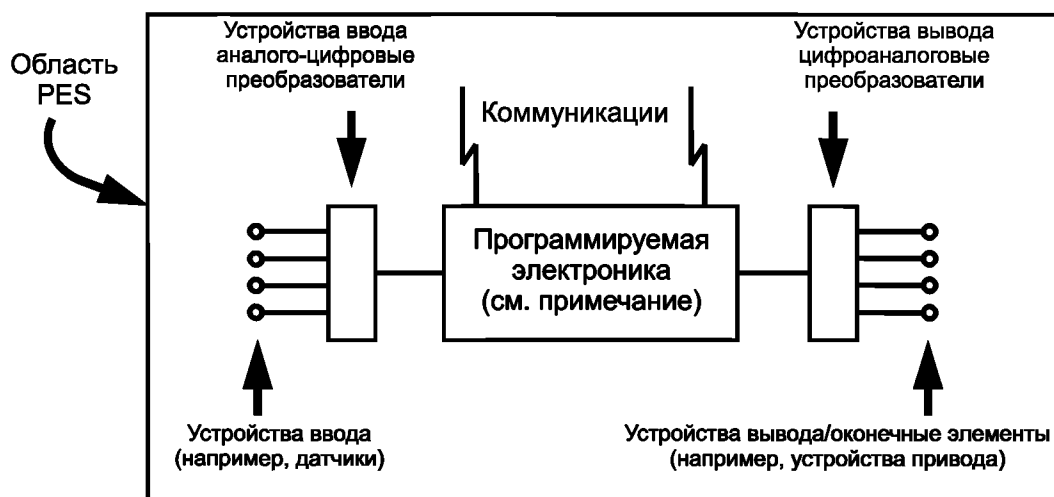 Область
PES
Устройства ввода
аналого-цифровые
преобразователи
Коммуникации
Устройства вывода
цифроаналоговые
преобразователи
Программируемая
электроника
(см. примечание)
Устройства ввода
(например, датчики)
Устройства вывода/оконечные элементы
(например, устройства привода)